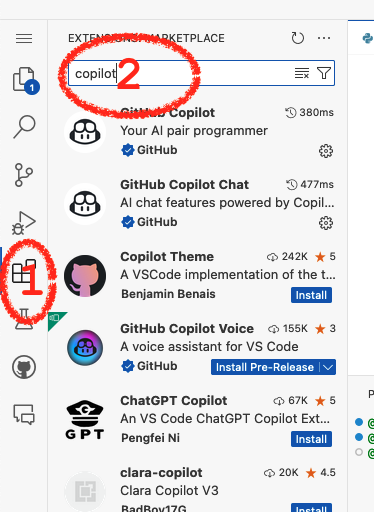 EXTENSIONS: MARKETPLACE
copilot
2
1
1
GitHub Copilot 380ms
Your AI pair programmer
GitHub
GitHub Copilot Chat 477ms
AI chat features powered by Copil...
GitHub
Copilot Theme 242K 5
A VSCode implementation of the t...
Benjamin Benais Install
GitHub Copilot Voice 155K 3
A voice assistant for VS Code
GitHub Install Pre-Release
ChatGPT Copilot 67K 5
GPT
An VS Code ChatGPT Copilot Ext...
Pengfei Ni Install
clara-copilot 20K 4.5
Clara Copilot V3
BadBoy17G Install
P